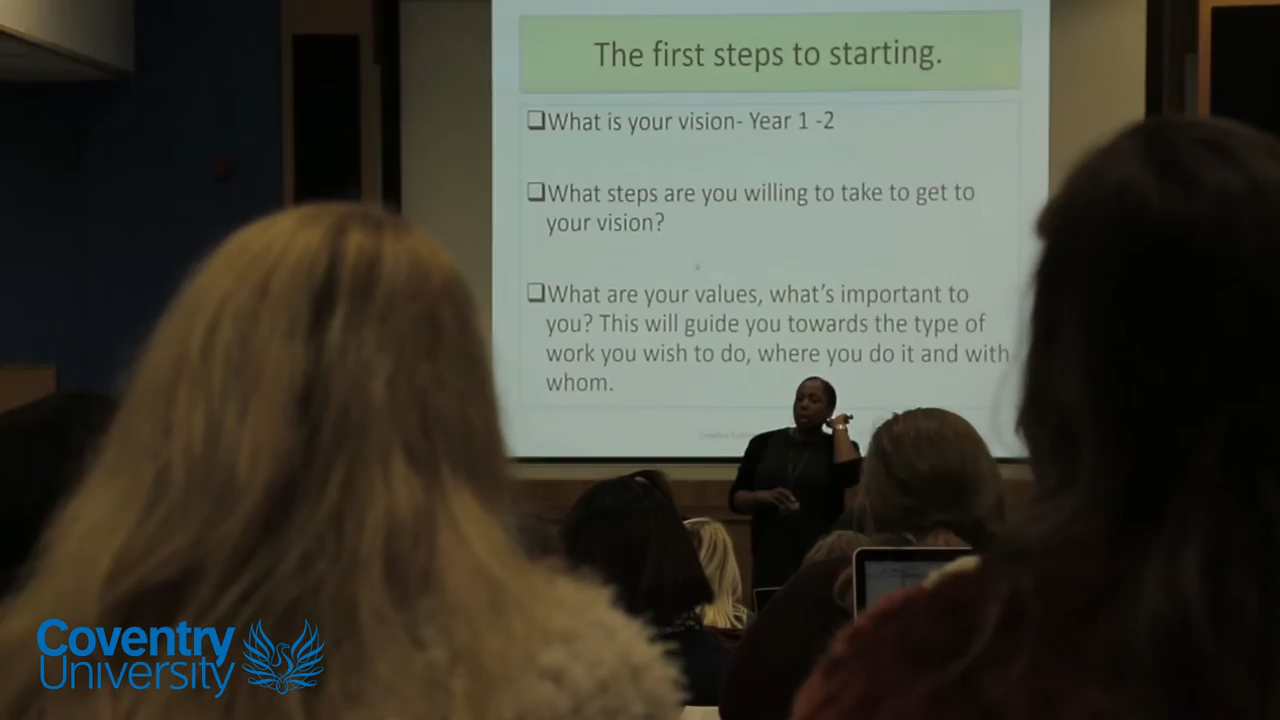 The first steps to starting.
❑What is your vision- Year 1 -2
❑What steps are you willing to take to get to
your vision?
❑What are your values, what's important to
you? This will guide you towards the type of
work you wish to do, where you do it and with
whom.
Coventry
University